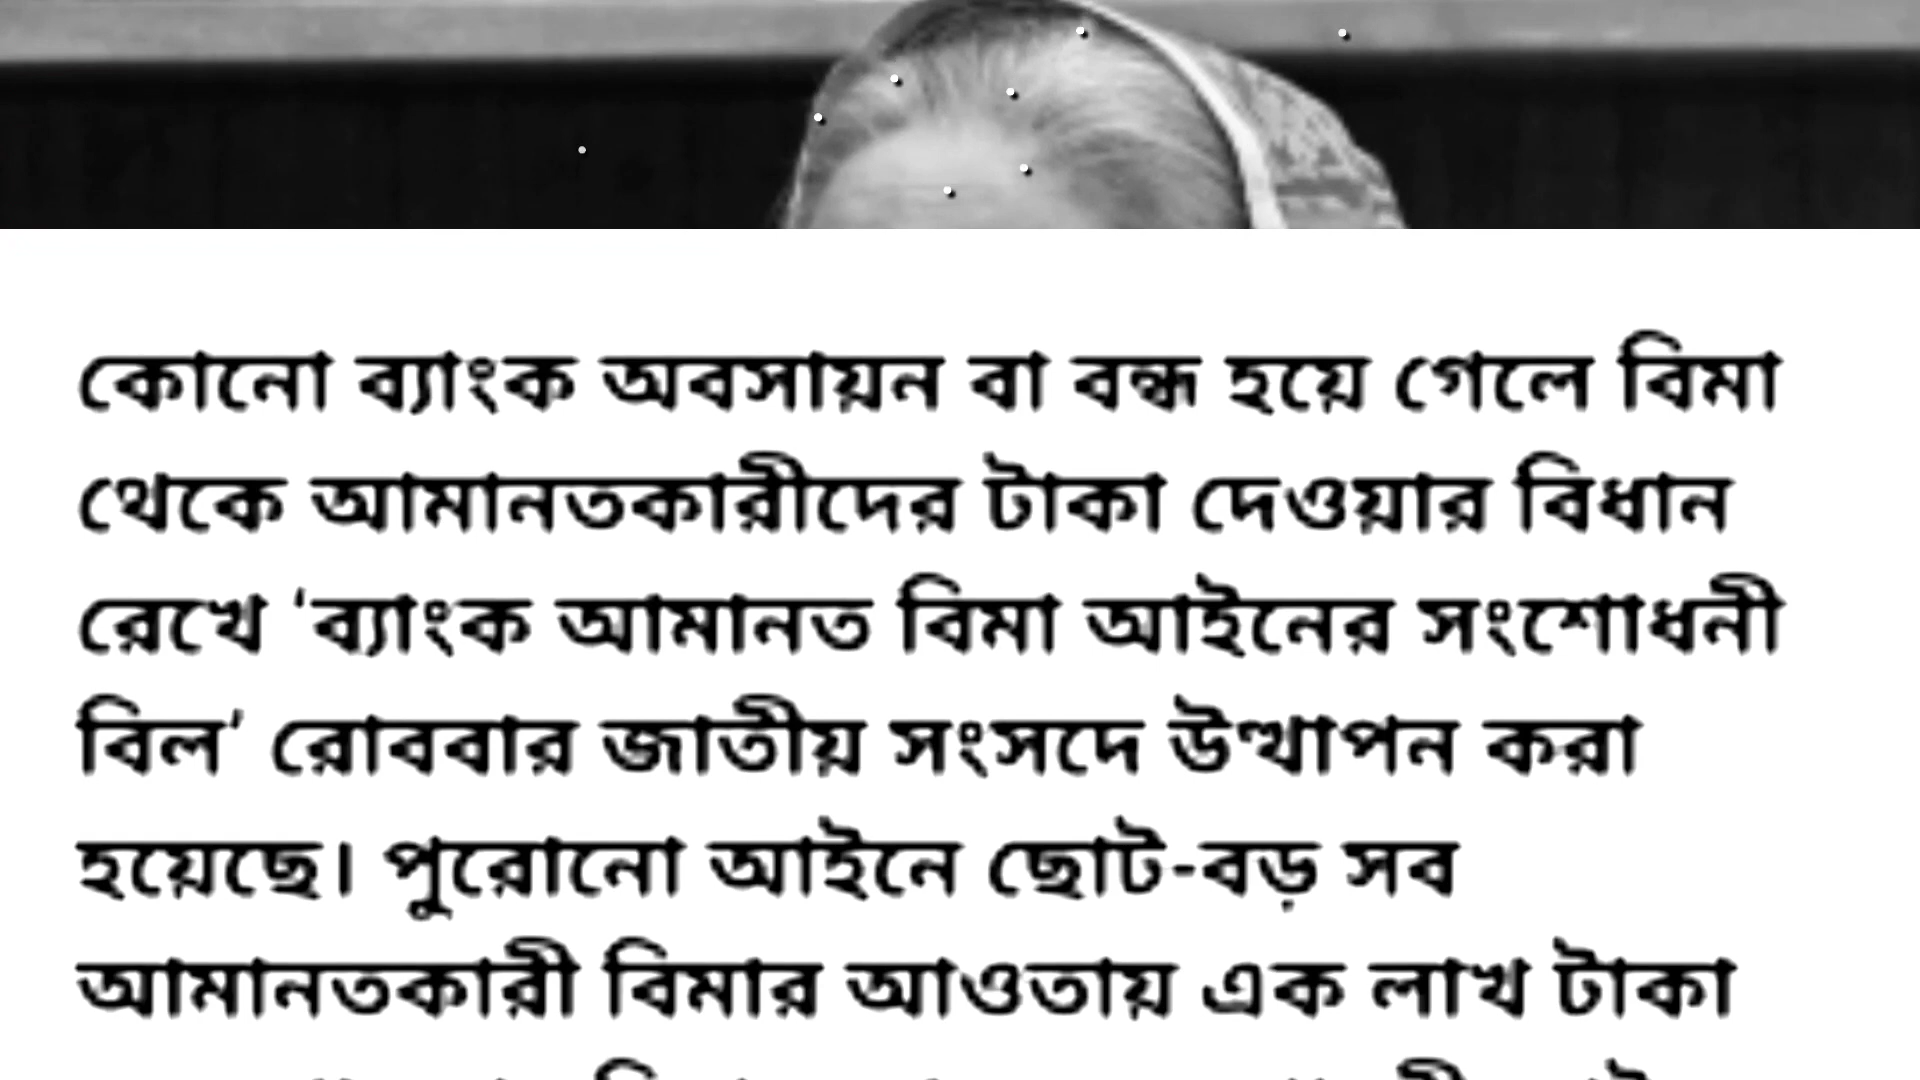 কোনো ব্যাংক অবসায়ন বা বন্ধ হয়ে গেলে বিমা
থেকে আমানতকারীদের টাকা দেওয়ার বিধান
রেখে ‘ব্যাংক আমানত বিমা আইনের সংশোধনী
বিল’ রোববার জাতীয় সংসদে উত্থাপন করা
হয়েছে। পুরোনো আইনে ছোট-বড় সব
আমানতকারী বিমার আওতায় এক লাখ টাকা